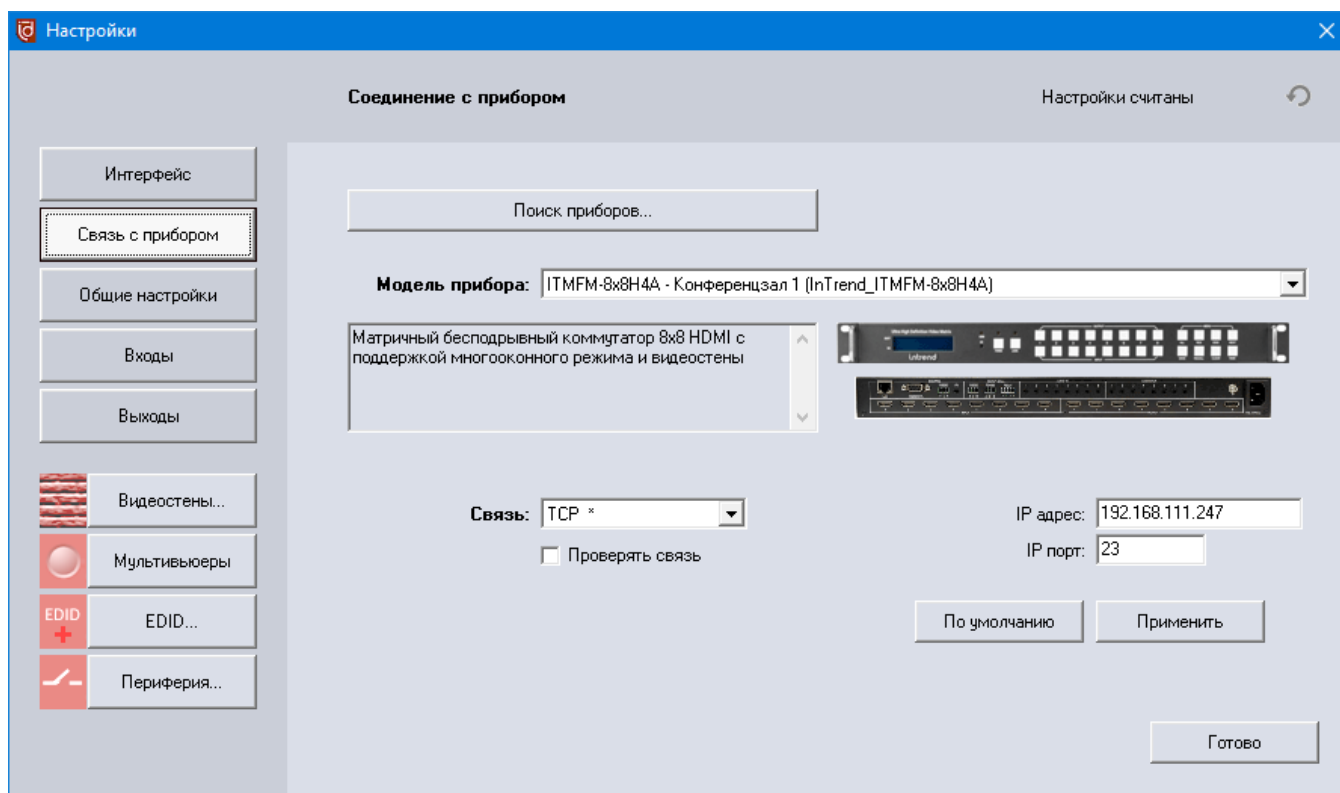 Настройки
Соединение с прибором
Настройки считаны
Интерфейс
Связь с прибором
Общие настройки
Входы
Выходы
Видеостены...
Мультивьюеры
EDID
EDID...
Периферия...
Поиск приборов...
Модель прибора: ITMFM-8x8H4A - Конференцзал 1 (InTrend_ITMFM-8x8H4A)
Матричный бесподрывный коммутатор 8x8 HDMI с
поддержкой многооконного режима и видеостены
intrend
Связь: TCP *
Проверять связь
IP адрес: 192.168.111.247
IP порт: 23
По умолчанию
Применить
Готово